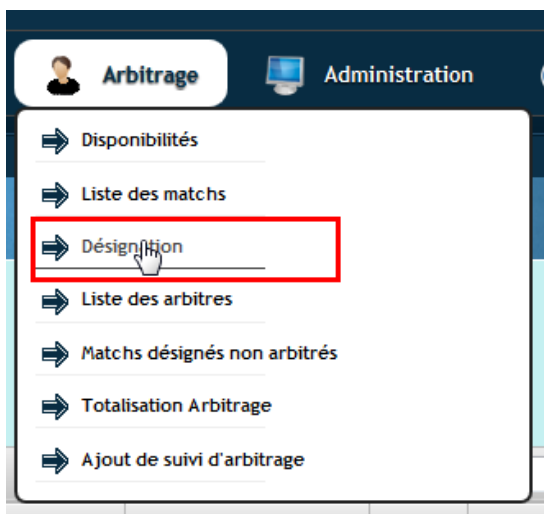 Arbitrage
Administration
Disponibilités
Liste des matchs
Désignation
Liste des arbitres
Matchs désignés non arbitrés
Totalisation Arbitrage
Ajout de suivi d'arbitrage